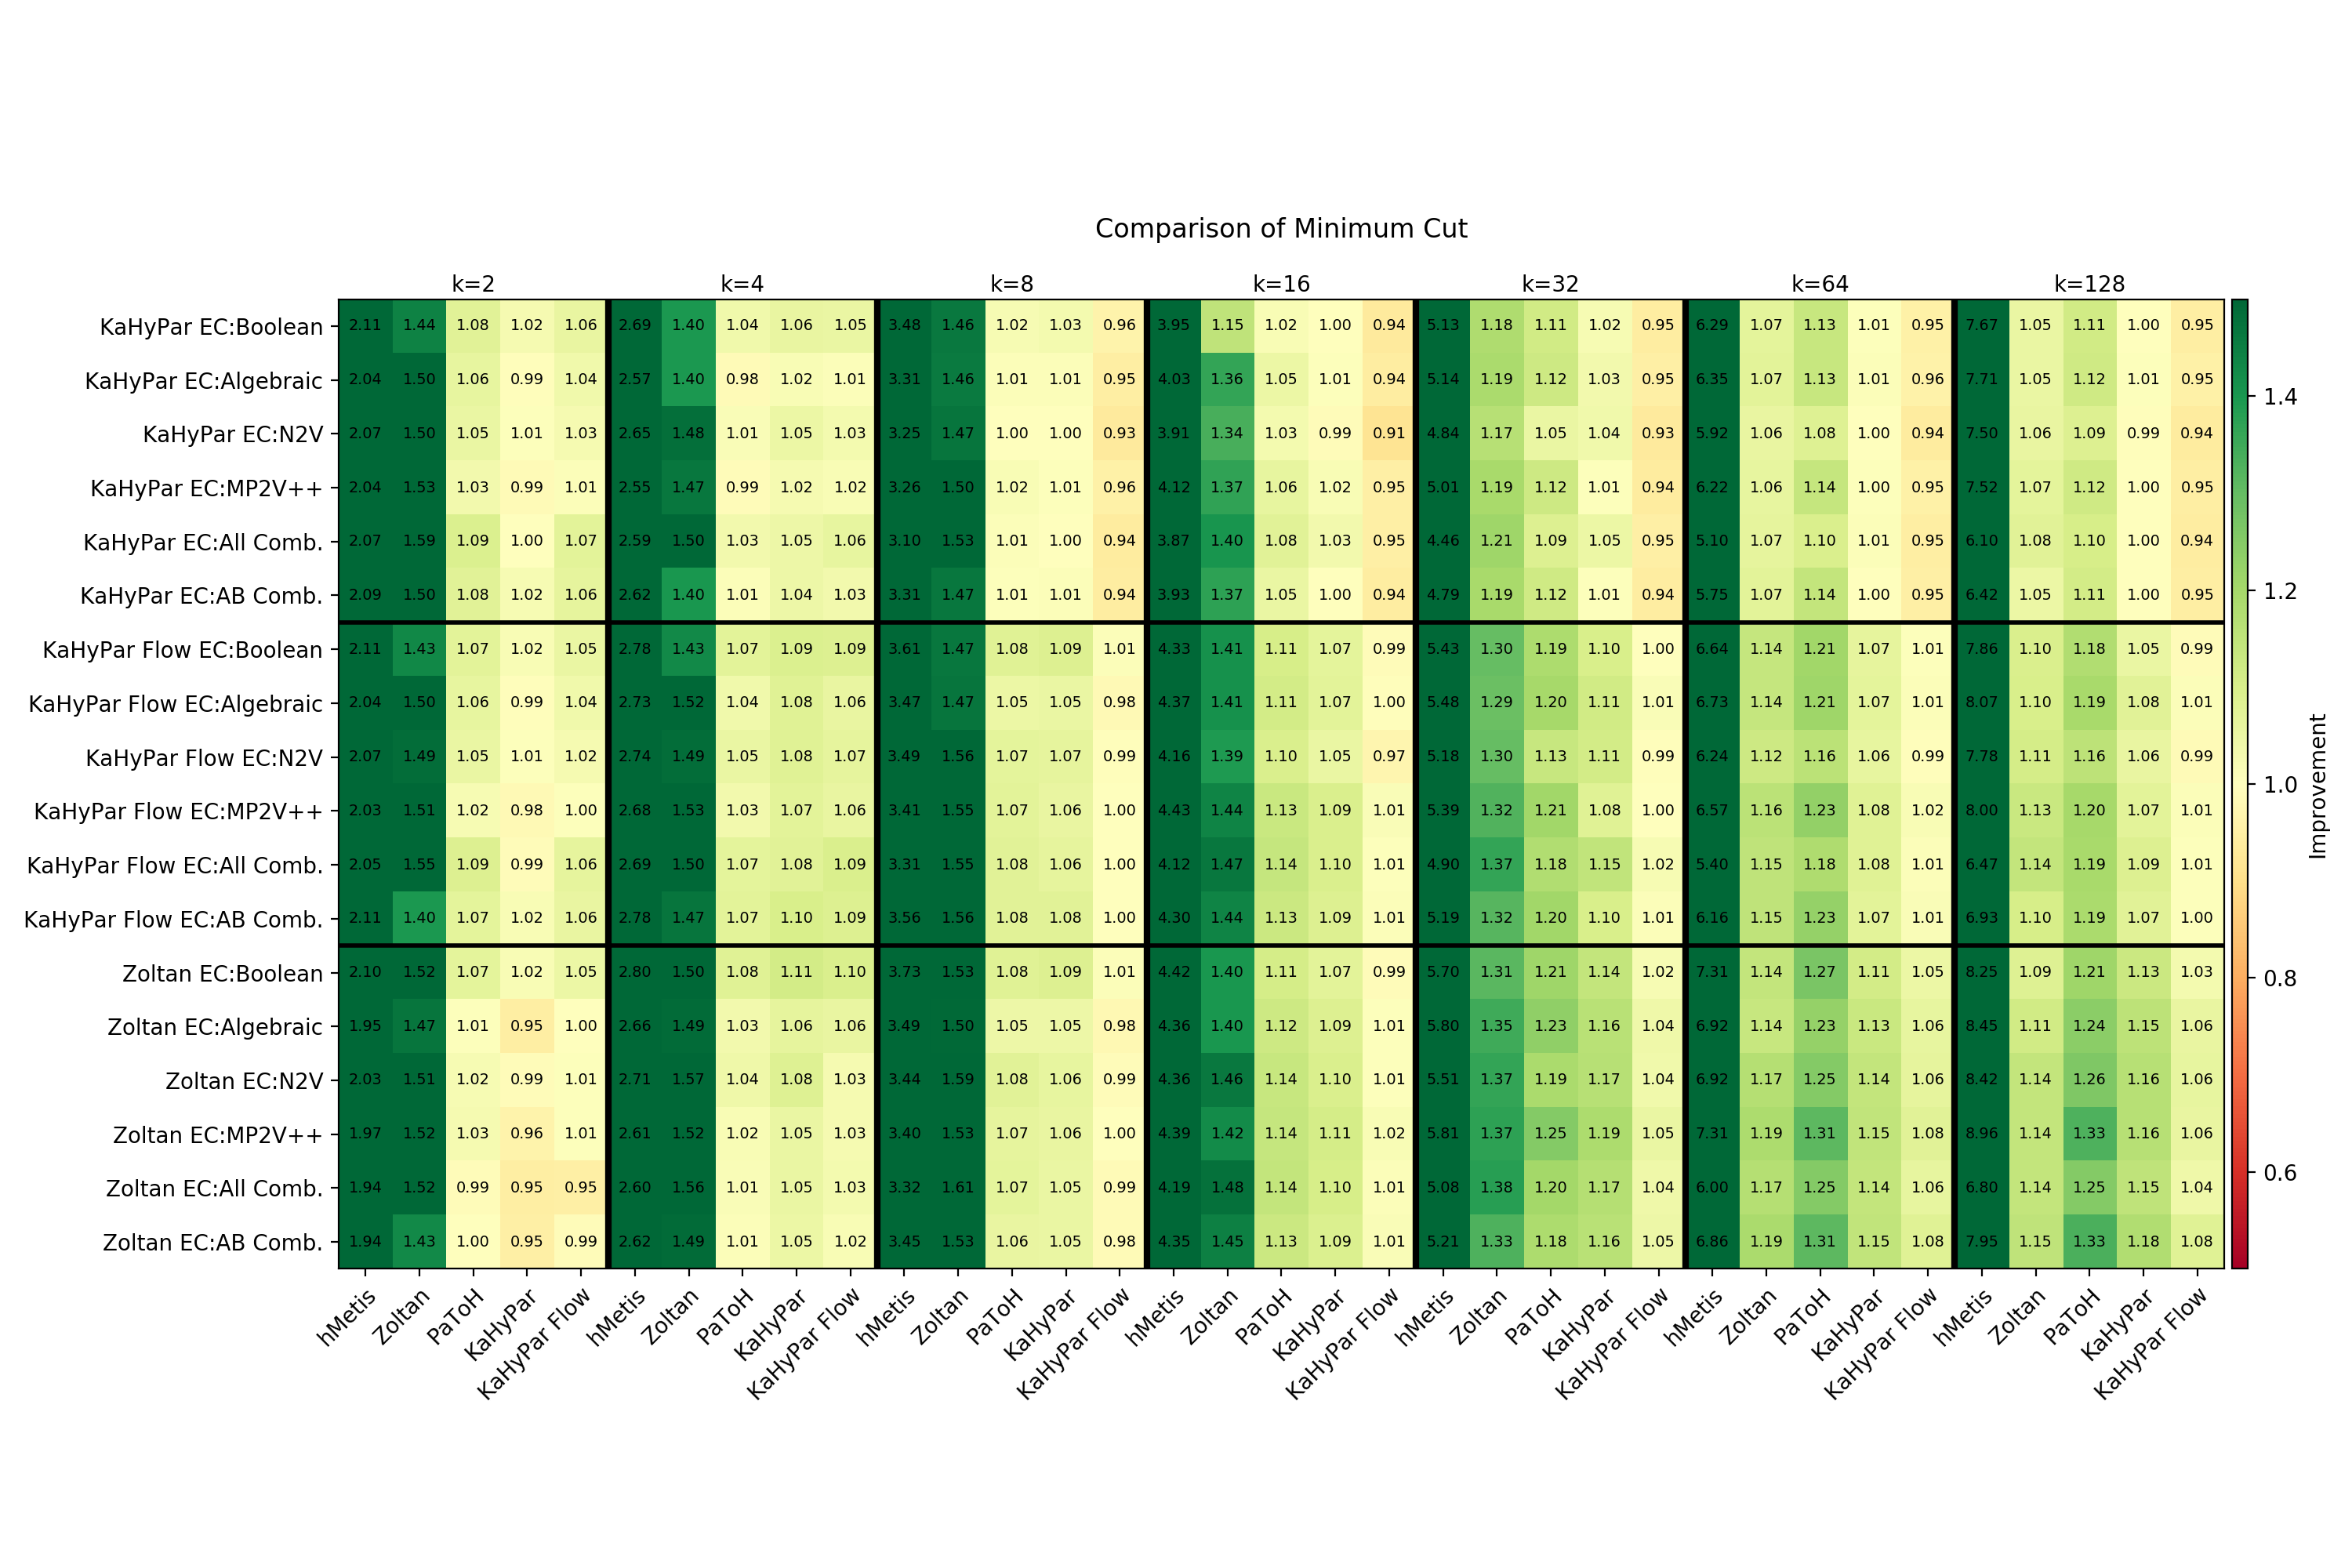 Comparison of Minimum Cut
k=2 k=4 k=8 k=16 k=32 k=64 k=128
KaHyPar EC:Boolean 2.11 1.44 1.08 1.02 1.06 2.69 1.40 1.04 1.06 1.05 3.48 1.46 1.02 1.03 0.96 3.95 1.15 1.02 1.00 0.94 5.13 1.18 1.11 1.02 0.95 6.29 1.07 1.13 1.01 0.95 7.67 1.05 1.11 1.00 0.95
KaHyPar EC:Algebraic 2.04 1.50 1.06 0.99 1.04 2.57 1.40 0.98 1.02 1.01 3.31 1.46 1.01 1.01 0.95 4.03 1.36 1.05 1.01 0.94 5.14 1.19 1.12 1.03 0.95 6.35 1.07 1.13 1.01 0.96 7.71 1.05 1.12 1.01 0.95
1.4
KaHyPar EC:N2V 2.07 1.50 1.05 1.01 1.03 2.65 1.48 1.01 1.05 1.03 3.25 1.47 1.00 1.00 0.93 3.91 1.34 1.03 0.99 0.91 4.84 1.17 1.05 1.04 0.93 5.92 1.06 1.08 1.00 0.94 7.50 1.06 1.09 0.99 0.94
KaHyPar EC:MP2V++ 2.04 1.53 1.03 0.99 1.01 2.55 1.47 0.99 1.02 1.02 3.26 1.50 1.02 1.01 0.96 4.12 1.37 1.06 1.02 0.95 5.01 1.19 1.12 1.01 0.94 6.22 1.06 1.14 1.00 0.95 7.52 1.07 1.12 1.00 0.95
KaHyPar EC:All Comb. 2.07 1.59 1.09 1.00 1.07 2.59 1.50 1.03 1.05 1.06 3.10 1.53 1.01 1.00 0.94 3.87 1.40 1.08 1.03 0.95 4.46 1.21 1.09 1.05 0.95 5.10 1.07 1.10 1.01 0.95 6.10 1.08 1.10 1.00 0.94
KaHyPar EC:AB Comb. 2.09 1.50 1.08 1.02 1.06 2.62 1.40 1.01 1.04 1.03 3.31 1.47 1.01 1.01 0.94 3.93 1.37 1.05 1.00 0.94 4.79 1.19 1.12 1.01 0.94 5.75 1.07 1.14 1.00 0.95 6.42 1.05 1.11 1.00 0.95
1.2
KaHyPar Flow EC:Boolean 2.11 1.43 1.07 1.02 1.05 2.78 1.43 1.07 1.09 1.09 3.61 1.47 1.08 1.09 1.01 4.33 1.41 1.11 1.07 0.99 5.43 1.30 1.19 1.10 1.00 6.64 1.14 1.21 1.07 1.01 7.86 1.10 1.18 1.05 0.99
KaHyPar Flow EC:Algebraic 2.04 1.50 1.06 0.99 1.04 2.73 1.52 1.04 1.08 1.06 3.47 1.47 1.05 1.05 0.98 4.37 1.41 1.11 1.07 1.00 5.48 1.29 1.20 1.11 1.01 6.73 1.14 1.21 1.07 1.01 8.07 1.10 1.19 1.08 1.01
KaHyPar Flow EC:N2V 2.07 1.49 1.05 1.01 1.02 2.74 1.49 1.05 1.08 1.07 3.49 1.56 1.07 1.07 0.99 4.16 1.39 1.10 1.05 0.97 5.18 1.30 1.13 1.11 0.99 6.24 1.12 1.16 1.06 0.99 7.78 1.11 1.16 1.06 0.99
1.0
Improvement
KaHyPar Flow EC:MP2V++ 2.03 1.51 1.02 0.98 1.00 2.68 1.53 1.03 1.07 1.06 3.41 1.55 1.07 1.06 1.00 4.43 1.44 1.13 1.09 1.01 5.39 1.32 1.21 1.08 1.00 6.57 1.16 1.23 1.08 1.02 8.00 1.13 1.20 1.07 1.01
KaHyPar Flow EC:All Comb. 2.05 1.55 1.09 0.99 1.06 2.69 1.50 1.07 1.08 1.09 3.31 1.55 1.08 1.06 1.00 4.12 1.47 1.14 1.10 1.01 4.90 1.37 1.18 1.15 1.02 5.40 1.15 1.18 1.08 1.01 6.47 1.14 1.19 1.09 1.01
KaHyPar Flow EC:AB Comb. 2.11 1.40 1.07 1.02 1.06 2.78 1.47 1.07 1.10 1.09 3.56 1.56 1.08 1.08 1.00 4.30 1.44 1.13 1.09 1.01 5.19 1.32 1.20 1.10 1.01 6.16 1.15 1.23 1.07 1.01 6.93 1.10 1.19 1.07 1.00
Zoltan EC:Boolean 2.10 1.52 1.07 1.02 1.05 2.80 1.50 1.08 1.11 1.10 3.73 1.53 1.08 1.09 1.01 4.42 1.40 1.11 1.07 0.99 5.70 1.31 1.21 1.14 1.02 7.31 1.14 1.27 1.11 1.05 8.25 1.09 1.21 1.13 1.03
0.8
Zoltan EC:Algebraic 1.95 1.47 1.01 0.95 1.00 2.66 1.49 1.03 1.06 1.06 3.49 1.50 1.05 1.05 0.98 4.36 1.40 1.12 1.09 1.01 5.80 1.35 1.23 1.16 1.04 6.92 1.14 1.23 1.13 1.06 8.45 1.11 1.24 1.15 1.06
Zoltan EC:N2V 2.03 1.51 1.02 0.99 1.01 2.71 1.57 1.04 1.08 1.03 3.44 1.59 1.08 1.06 0.99 4.36 1.46 1.14 1.10 1.01 5.51 1.37 1.19 1.17 1.04 6.92 1.17 1.25 1.14 1.06 8.42 1.14 1.26 1.16 1.06
Zoltan EC:MP2V++ 1.97 1.52 1.03 0.96 1.01 2.61 1.52 1.02 1.05 1.03 3.40 1.53 1.07 1.06 1.00 4.39 1.42 1.14 1.11 1.02 5.81 1.37 1.25 1.19 1.05 7.31 1.19 1.31 1.15 1.08 8.96 1.14 1.33 1.16 1.06
0.6
Zoltan EC:All Comb. 1.94 1.52 0.99 0.95 0.95 2.60 1.56 1.01 1.05 1.03 3.32 1.61 1.07 1.05 0.99 4.19 1.48 1.14 1.10 1.01 5.08 1.38 1.20 1.17 1.04 6.00 1.17 1.25 1.14 1.06 6.80 1.14 1.25 1.15 1.04
Zoltan EC:AB Comb. 1.94 1.43 1.00 0.95 0.99 2.62 1.49 1.01 1.05 1.02 3.45 1.53 1.06 1.05 0.98 4.35 1.45 1.13 1.09 1.01 5.21 1.33 1.18 1.16 1.05 6.86 1.19 1.31 1.15 1.08 7.95 1.15 1.33 1.18 1.08
hMetis Zoltan PaToH KaHyPar KaHyPar Flow hMetis Zoltan PaToH KaHyPar KaHyPar Flow hMetis Zoltan PaToH KaHyPar KaHyPar Flow hMetis Zoltan PaToH KaHyPar KaHyPar Flow hMetis Zoltan PaToH KaHyPar KaHyPar Flow hMetis Zoltan PaToH KaHyPar KaHyPar Flow hMetis Zoltan PaToH KaHyPar KaHyPar Flow